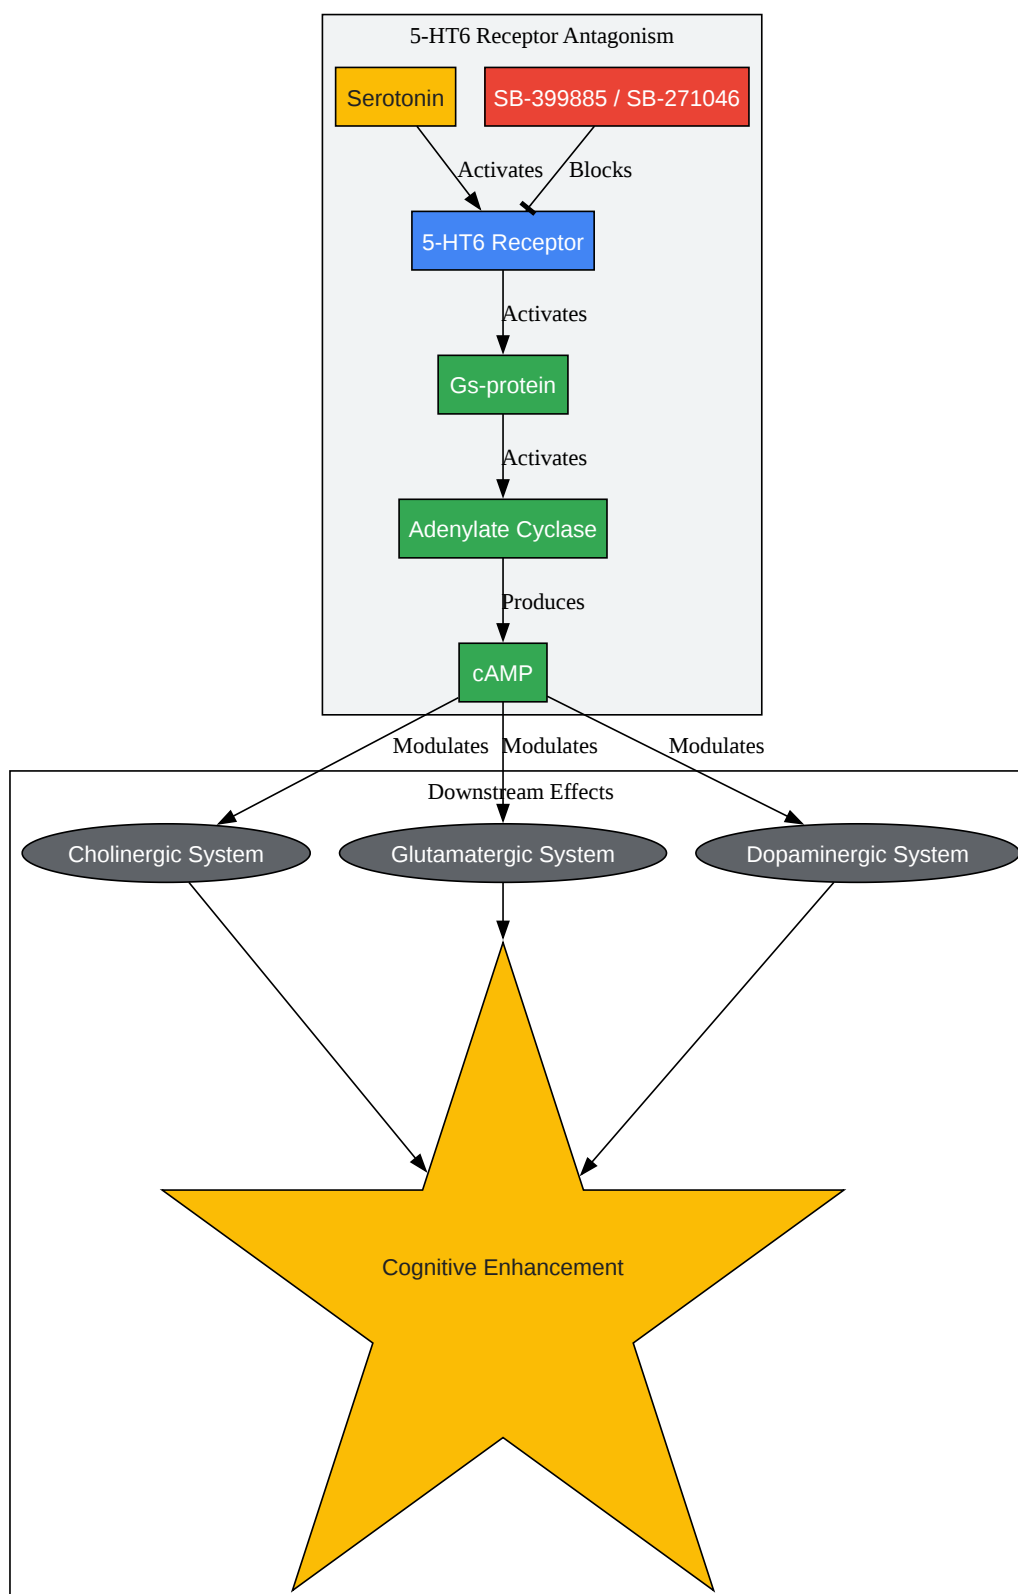 5-HT6 Receptor Antagonism
Serotonin
SB-399885 / SB-271046
Activates
Blocks
5-HT6 Receptor
Activates
Gs-protein
Activates
Adenylate Cyclase
Produces
cAMP
Modulates
Modulates
Modulates
Downstream Effects
Cholinergic System
Glutamatergic System
Dopaminergic System
Cognitive Enhancement